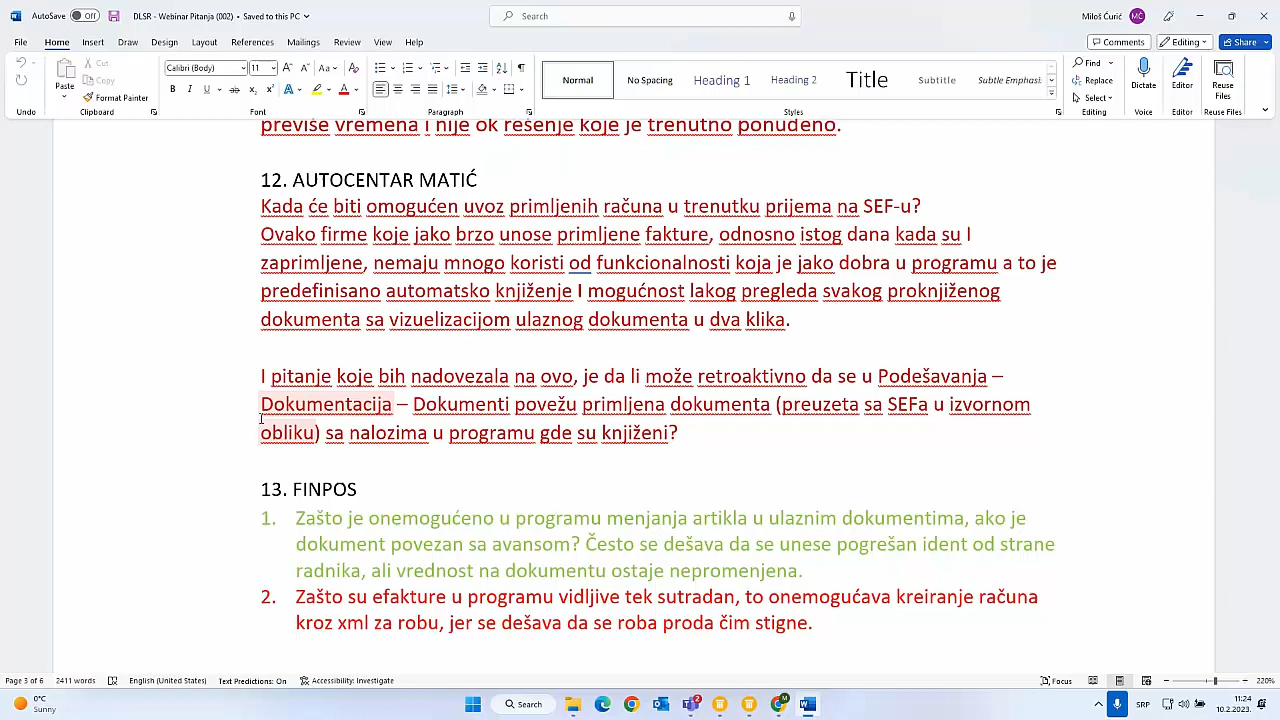 AutoSave Off DLSR - Webinar Pitanja (002) • Saved to this PC Search Miloš Ćurić MC
File Home Insert Draw Design Layout References Mailings Review View Help Comments Editing Share
Paste Cut Copy Format Painter Calibri (Body) 11 Normal No Spacing Heading 1 Heading 2 Title Subtitle Subtle Emphasi... Find Replace Select Dictate Editor Reuse Files
Undo Clipboard Font Paragraph Styles Editing Voice Editor Reuse Files
previše vremena i nije ok rešenje koje je trenutno ponuđeno.
12. AUTOCENTAR MATIĆ
Kada će biti omogućen uvoz primljenih računa u trenutku prijema na SEF-u?
Ovako firme koje jako brzo unose primljene fakture, odnosno istog dana kada su I
zaprimljene, nemaju mnogo koristi od funkcionalnosti koja je jako dobra u programu a to je
predefinisano automatsko knjiženje I mogućnost lakog pregleda svakog proknjiženog
dokumenta sa vizuelizacijom ulaznog dokumenta u dva klika.
I pitanje koje bih nadovezala na ovo, je da li može retroaktivno da se u Podešavanja –
Dokumentacija – Dokumenti povežu primljena dokumenta (preuzeta sa SEFa u izvornom
obliku) sa nalozima u programu gde su knjiženi?
13. FINPOS
1. Zašto je onemogućeno u programu menjanja artikla u ulaznim dokumentima, ako je
dokument povezan sa avansom? Često se dešava da se unese pogrešan ident od strane
radnika, ali vrednost na dokumentu ostaje nepromenjena.
2. Zašto su efakture u programu vidljive tek sutradan, to onemogućava kreiranje računa
kroz xml za robu, jer se dešava da se roba proda čim stigne.
Page 3 of 6 2411 words English (United States) Text Predictions: On Accessibility: Investigate Focus 220%
0°C Sunny Search 2 SRP 11:24 10.2.2023.